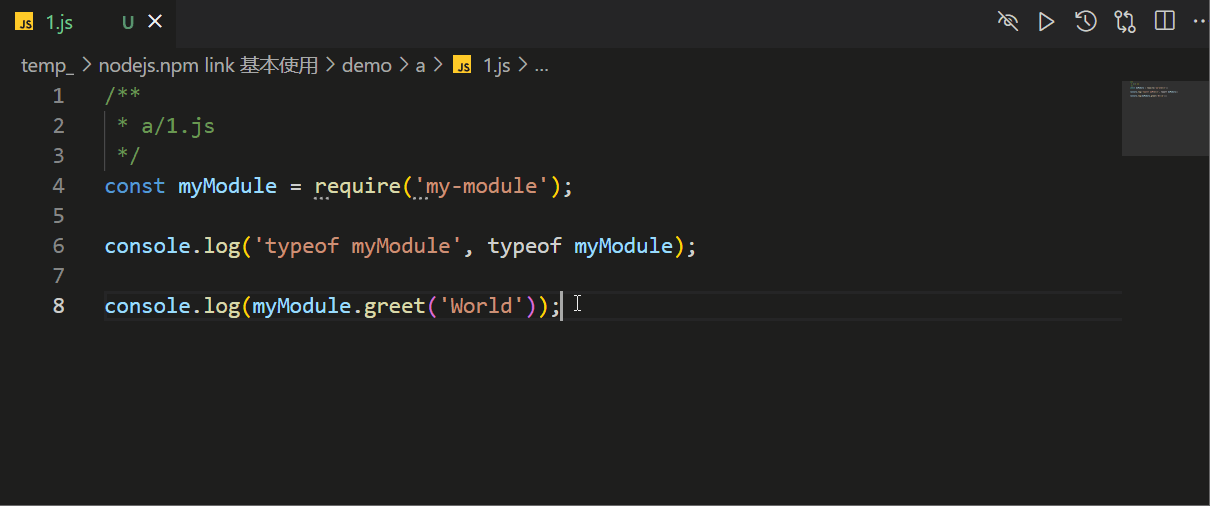 JS 1.js U
temp_ > nodejs.npm link 基本使用 > demo > a > JS 1.js > ...
1 /**
2  * a/1.js
3  */
4 const myModule = require('my-module');
5
6 console.log('typeof myModule', typeof myModule);
7
8 console.log(myModule.greet('World'));